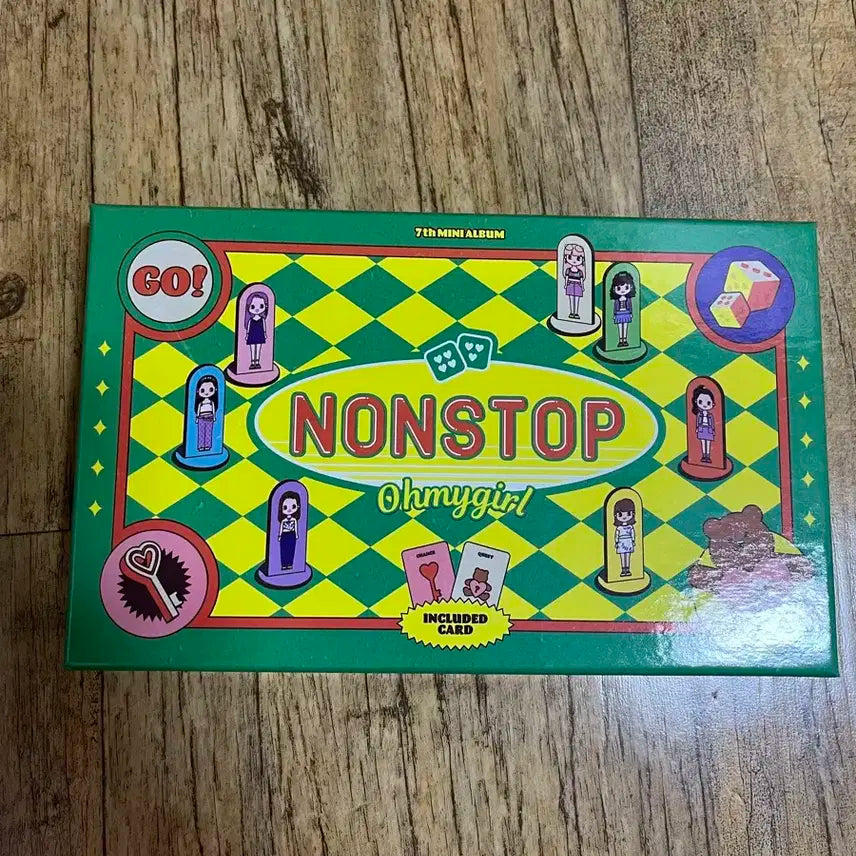 7th MINI ALBUM
GO!
NONSTOP
Ohmygirl
CHANCE
QUEST
INCLUDED
CARD